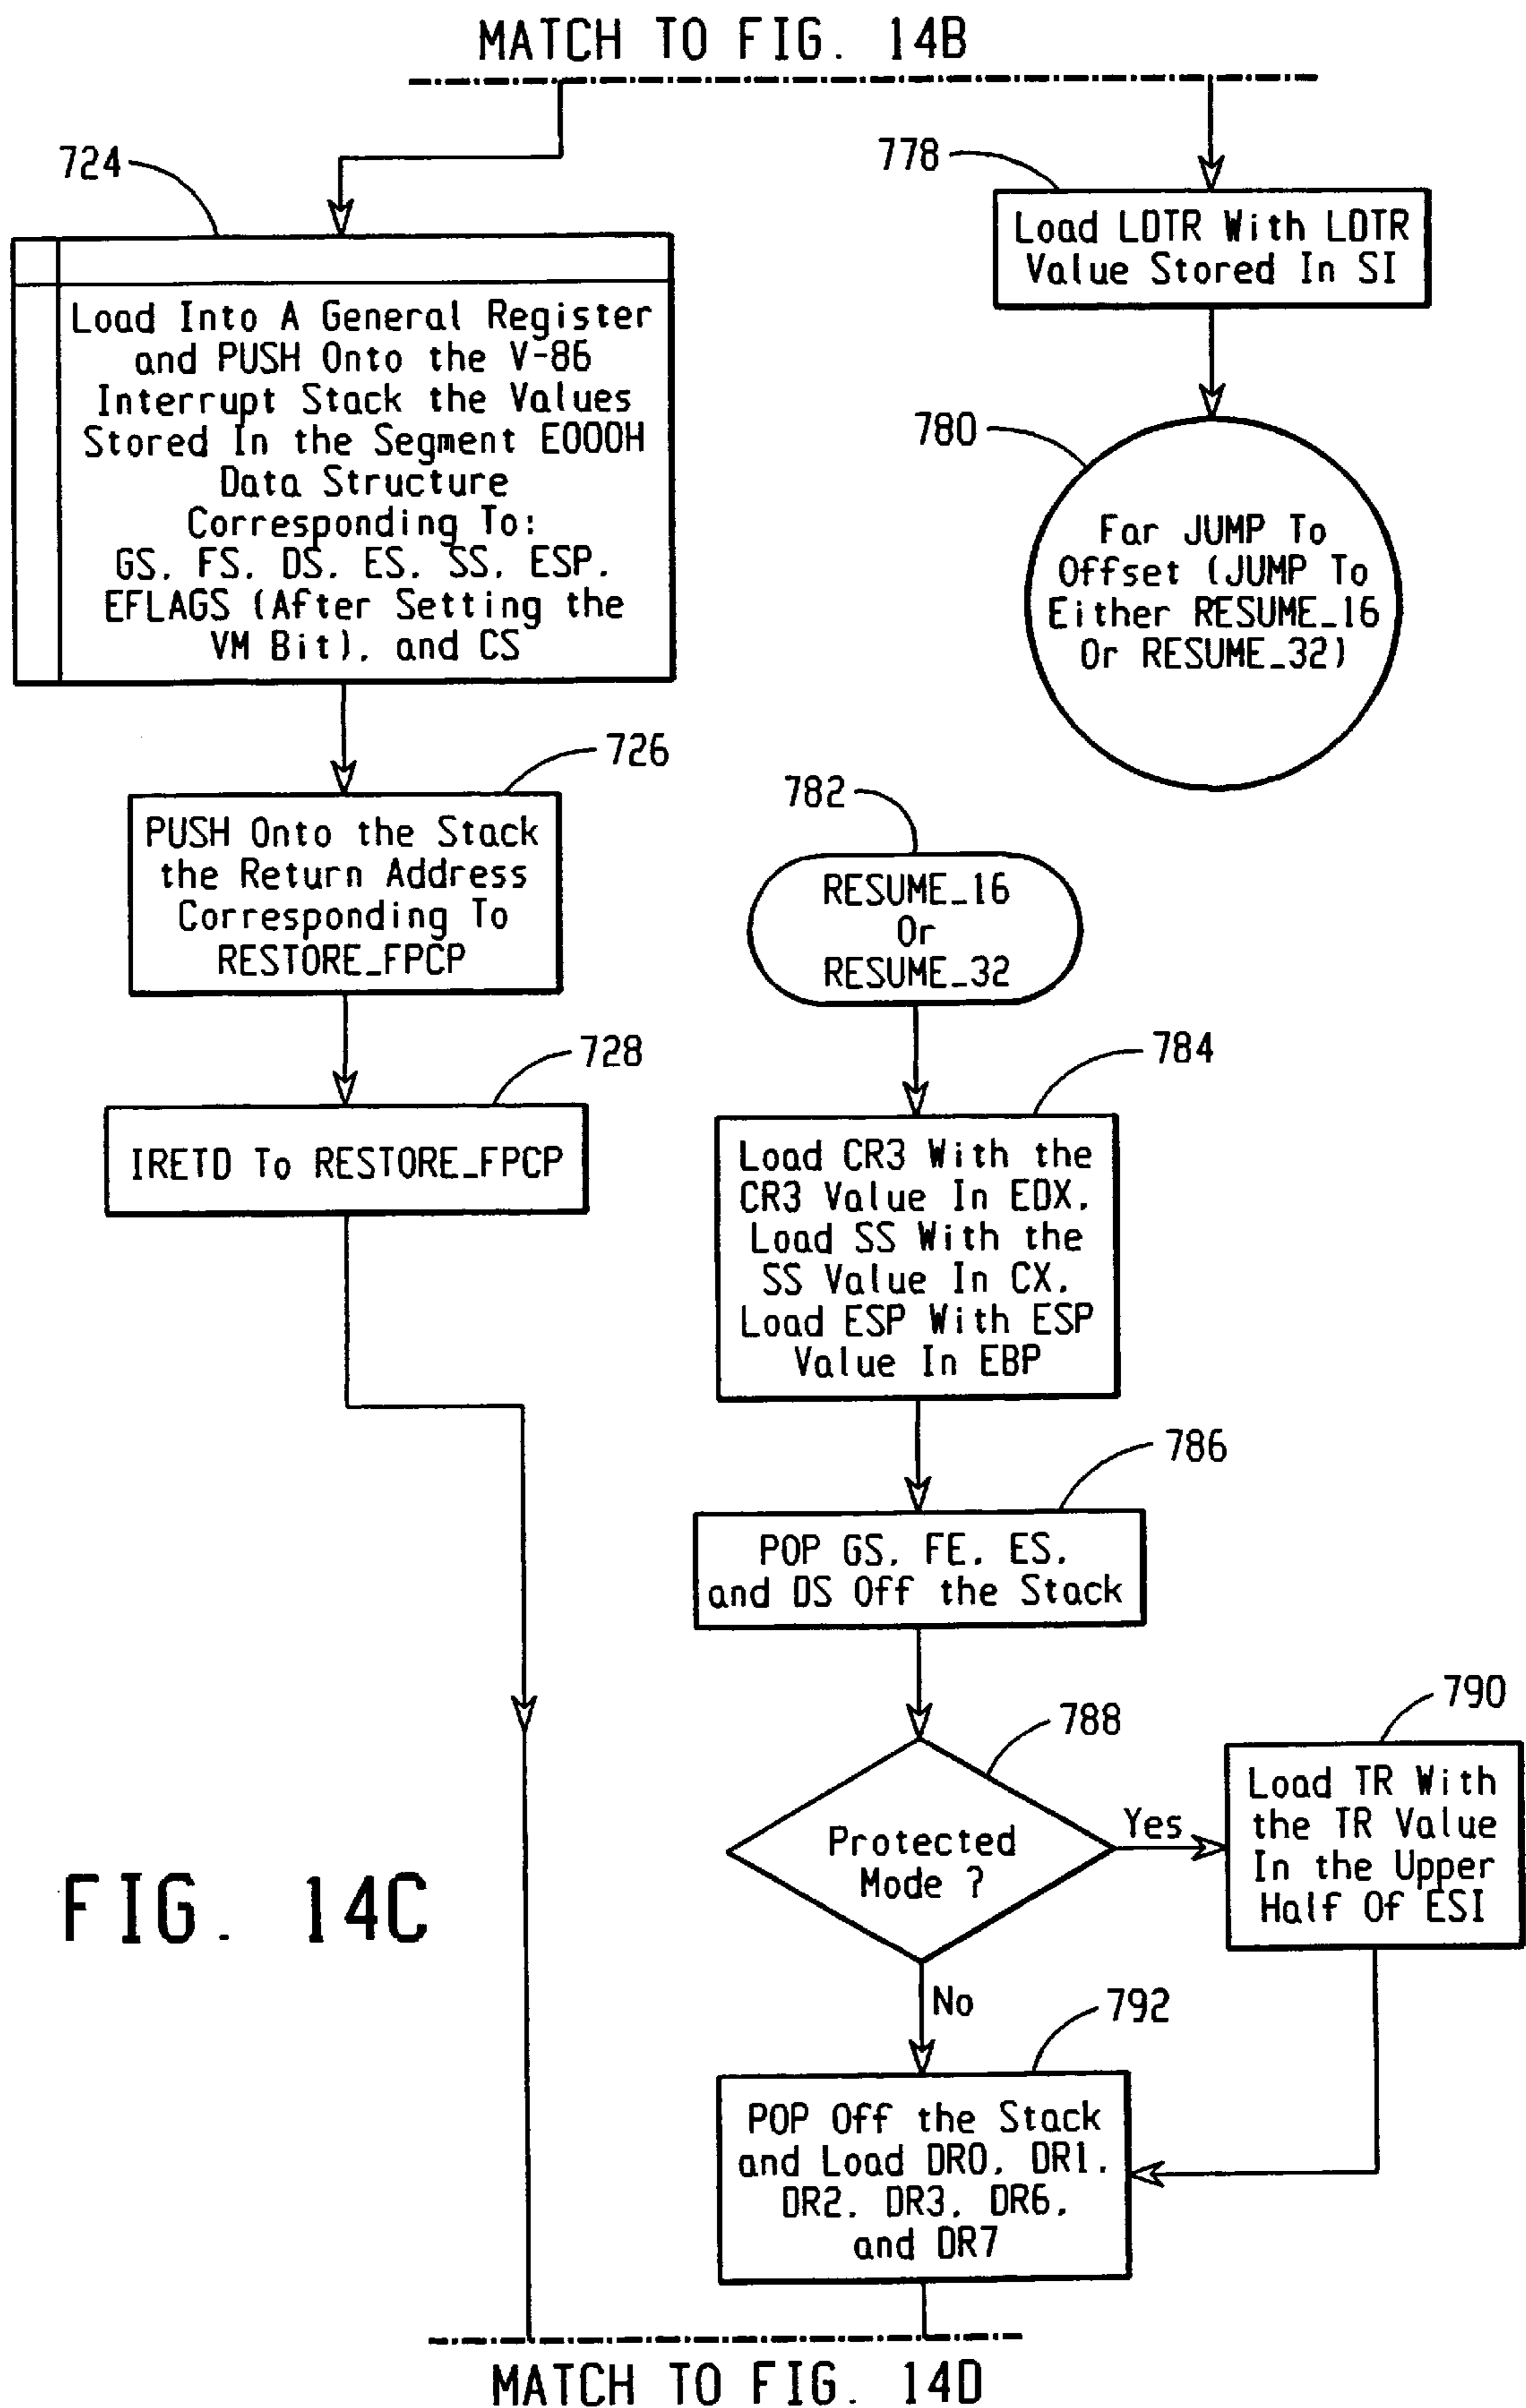 MATCH TO FIG. 14B
724
Load Into A General Register
and PUSH Onto the V-86
Interrupt Stack the Values
Stored In the Segment E000H
Data Structure
Corresponding To:
GS, FS, DS, ES, SS, ESP,
EFLAGS (After Setting the
VM Bit), and CS
726
PUSH Onto the Stack
the Return Address
Corresponding To
RESTORE_FPCP
728
IRETD To RESTORE_FPCP
778
Load LDTR With LDTR
Value Stored In SI
780
Far JUMP To
Offset (JUMP To
Either RESUME_16
Or RESUME_32)
782
RESUME_16
Or
RESUME_32
784
Load CR3 With the
CR3 Value In EDX,
Load SS With the
SS Value In CX,
Load ESP With ESP
Value In EBP
786
POP GS, FE, ES,
and DS Off the Stack
788
Protected
Mode ?
Yes
790
Load TR With
the TR Value
In the Upper
Half Of ESI
No
792
POP Off the Stack
and Load DR0, DR1,
DR2, DR3, DR6,
and DR7
FIG. 14C
MATCH TO FIG. 14D